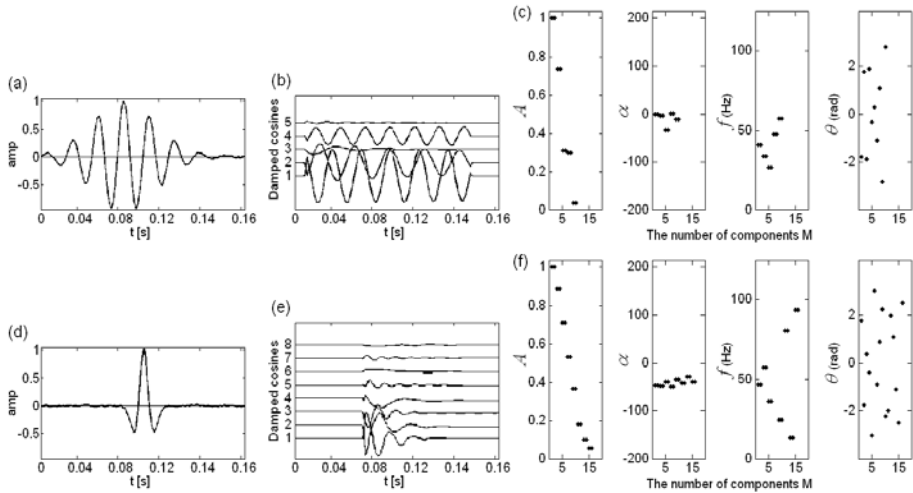 (a)
amp
1
0.5
0
-0.5
0 0.04 0.08 0.12 0.16
t [s]
(b)
Damped cosines
5
4
3
2
1
0 0.04 0.08 0.12 0.16
t [s]
(c)
A
1
0.8
0.6
0.4
0.2
0
5 15
α
200
100
0
-100
-200
5 15
f (Hz)
100
50
0
5 15
θ (rad)
2
0
-2
5 15
The number of components M
(d)
amp
1
0.5
0
-0.5
0 0.04 0.08 0.12 0.16
t [s]
(e)
Damped cosines
8
7
6
5
4
3
2
1
0 0.04 0.08 0.12 0.16
t [s]
(f)
A
1
0.8
0.6
0.4
0.2
0
5 15
α
200
100
0
-100
-200
5 15
f (Hz)
100
50
0
5 15
θ (rad)
2
0
-2
5 15
The number of components M